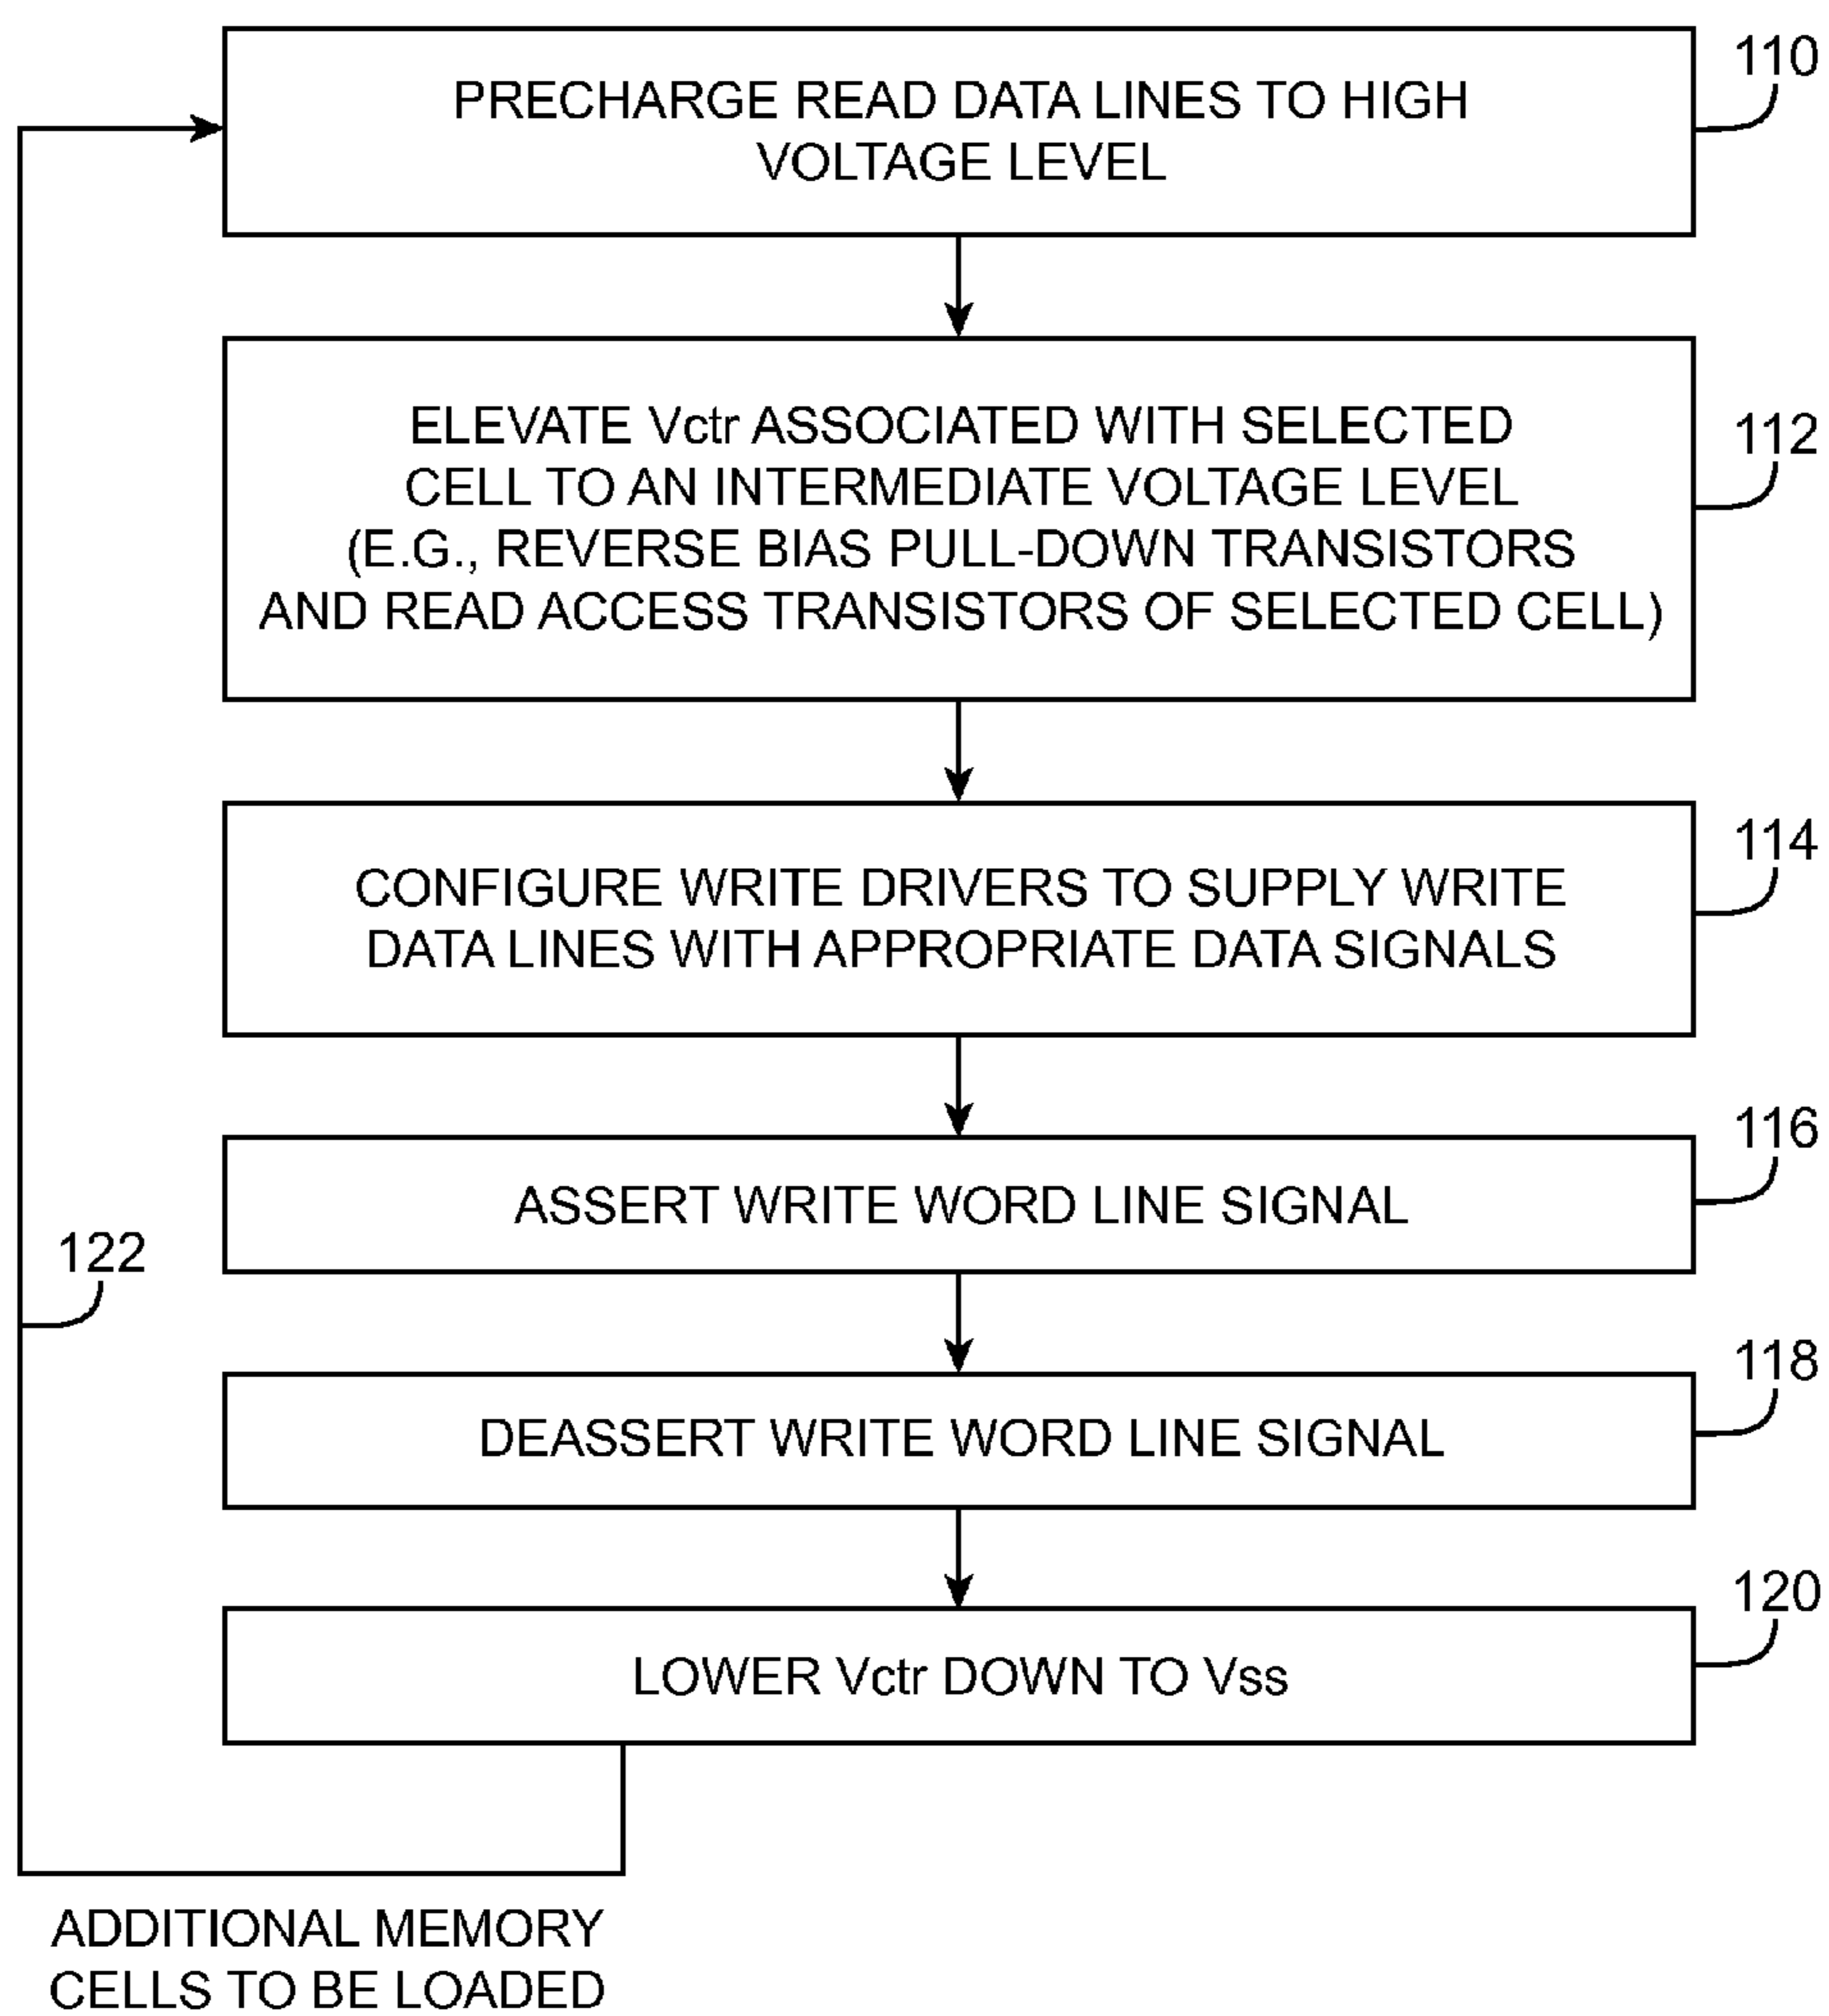 110
PRECHARGE READ DATA LINES TO HIGH
VOLTAGE LEVEL
112
ELEVATE Vctr ASSOCIATED WITH SELECTED
CELL TO AN INTERMEDIATE VOLTAGE LEVEL
(E.G., REVERSE BIAS PULL-DOWN TRANSISTORS
AND READ ACCESS TRANSISTORS OF SELECTED CELL)
114
CONFIGURE WRITE DRIVERS TO SUPPLY WRITE
DATA LINES WITH APPROPRIATE DATA SIGNALS
116
ASSERT WRITE WORD LINE SIGNAL
122
118
DEASSERT WRITE WORD LINE SIGNAL
120
LOWER Vctr DOWN TO Vss
ADDITIONAL MEMORY
CELLS TO BE LOADED